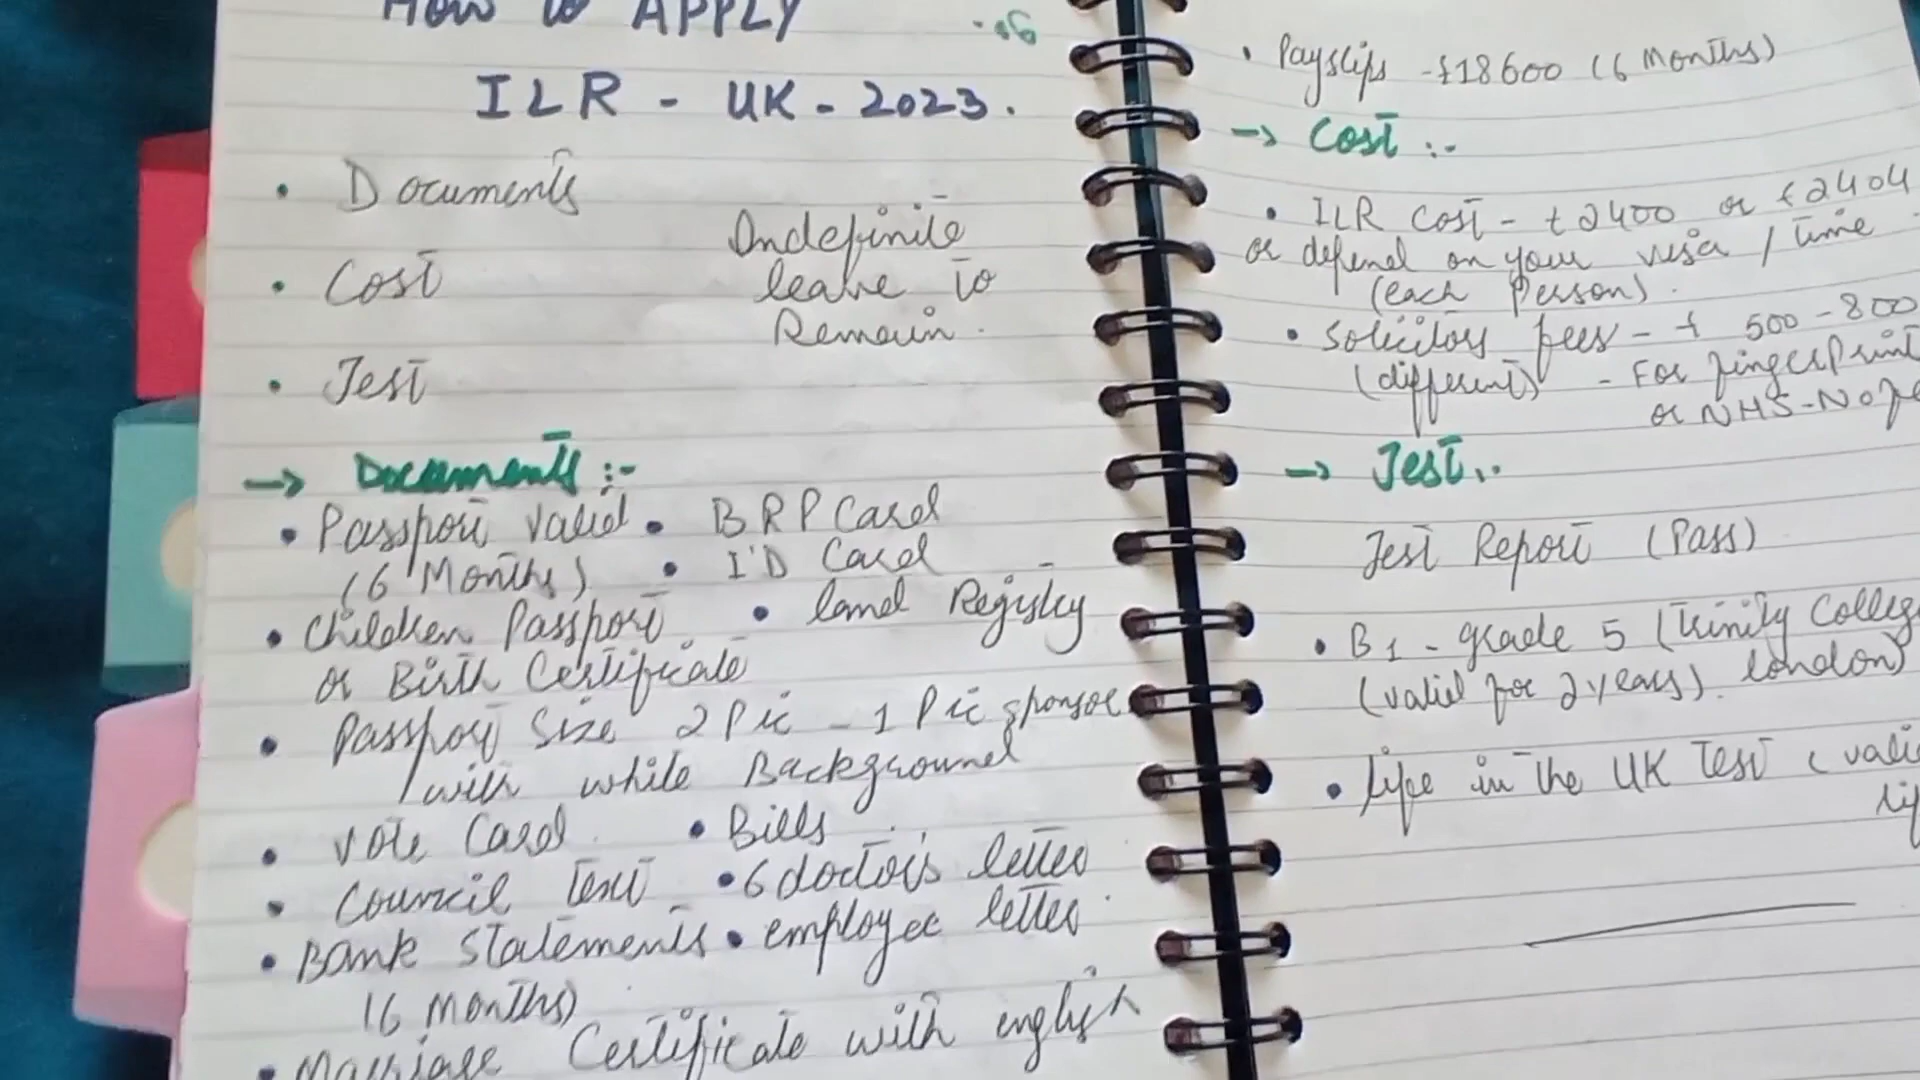 How to APPLY
ILR - UK - 2023.
• Documents
Indefinite
• Cost
leave to
Remain.
• Test
→ Documents :-
• Passport valid
(6 Months)
• Children Passport
or Birth Certificate
• Passport Size 2 Pic - 1 Pic sponsor
with white Background
• Vote Card
• Council
• Bank Statements
(6 Months)
• Marriage Certificate with english
• BRP Card
• I'D Card
• land Registry
• Bills
• 6 doctor's letter
• employee letter
• Payslips - £18600 (6 Months)
→ Cost :-
• ILR Cost - £2400 or £2404
or depend on your visa / time
(each Person).
• Solicitors fees - £ 500 - 800
(different) - For fingerprint
or NHS - No
→ Test :-
Test Report (Pass)
• B1 - grade 5 (Trinity
(valid for 2 years). london)
• life in the UK Test (